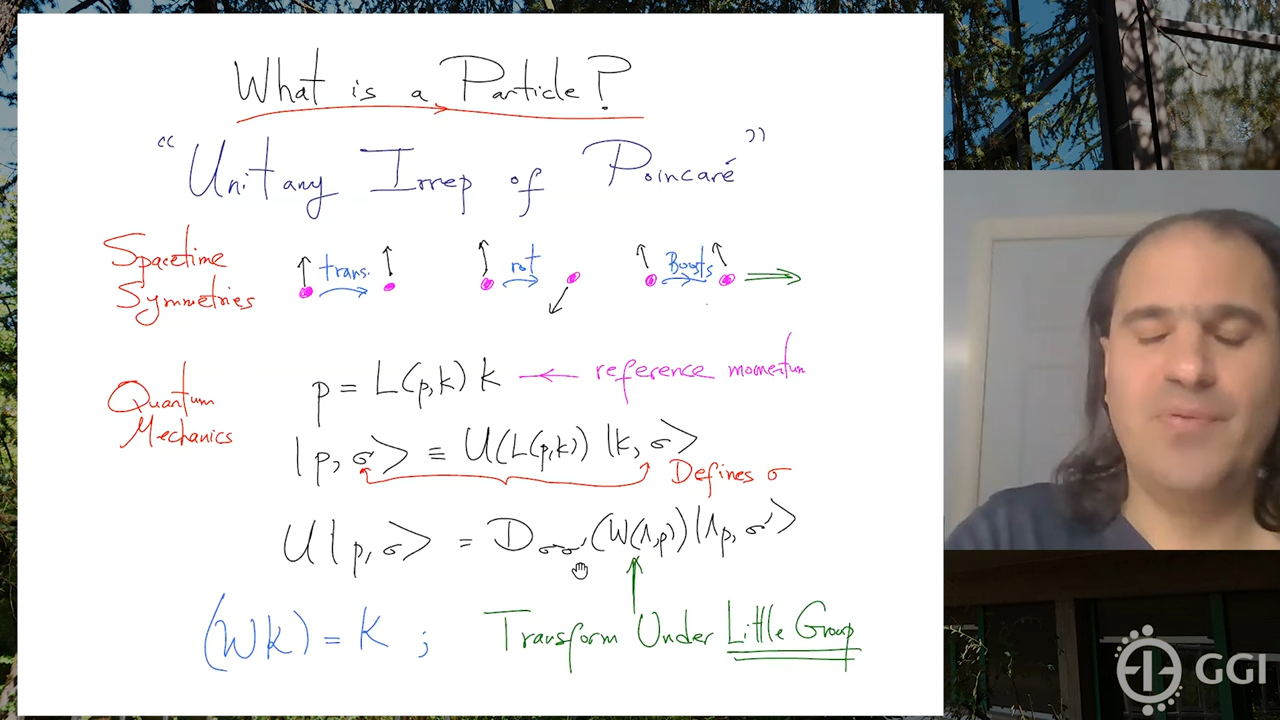 What is a Particle?
“Unitary Irrep of Poincaré”
Spacetime Symmetries
trans.
rot
Boosts
Quantum Mechanics
p = L(p,k) k ← reference momentum
|p, σ⟩ ≡ U(L(p,k)) |k, σ⟩
Defines σ
U|p, σ⟩ = D_{σσ'}(W(Λ,p))|Λp, σ'⟩
(Wk) = k ; Transform Under Little Group
GGI